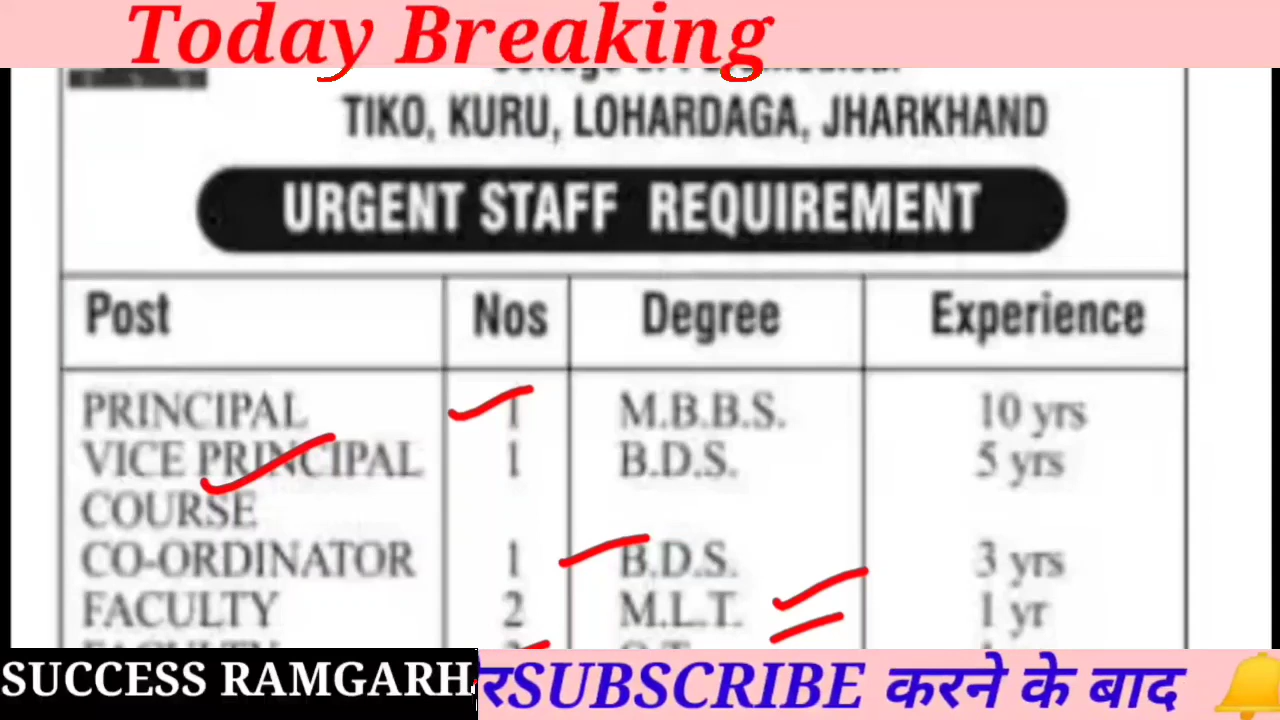 Today Breaking
TIKO, KURU, LOHARDAGA, JHARKHAND
URGENT STAFF REQUIREMENT
Post Nos Degree Experience
PRINCIPAL 1 M.B.B.S. 10 yrs
VICE PRINCIPAL 1 B.D.S. 5 yrs
COURSE
CO-ORDINATOR 1 B.D.S. 3 yrs
FACULTY 2 M.L.T. 1 yr
SUCCESS RAMGARH
SUBSCRIBE करने के बाद